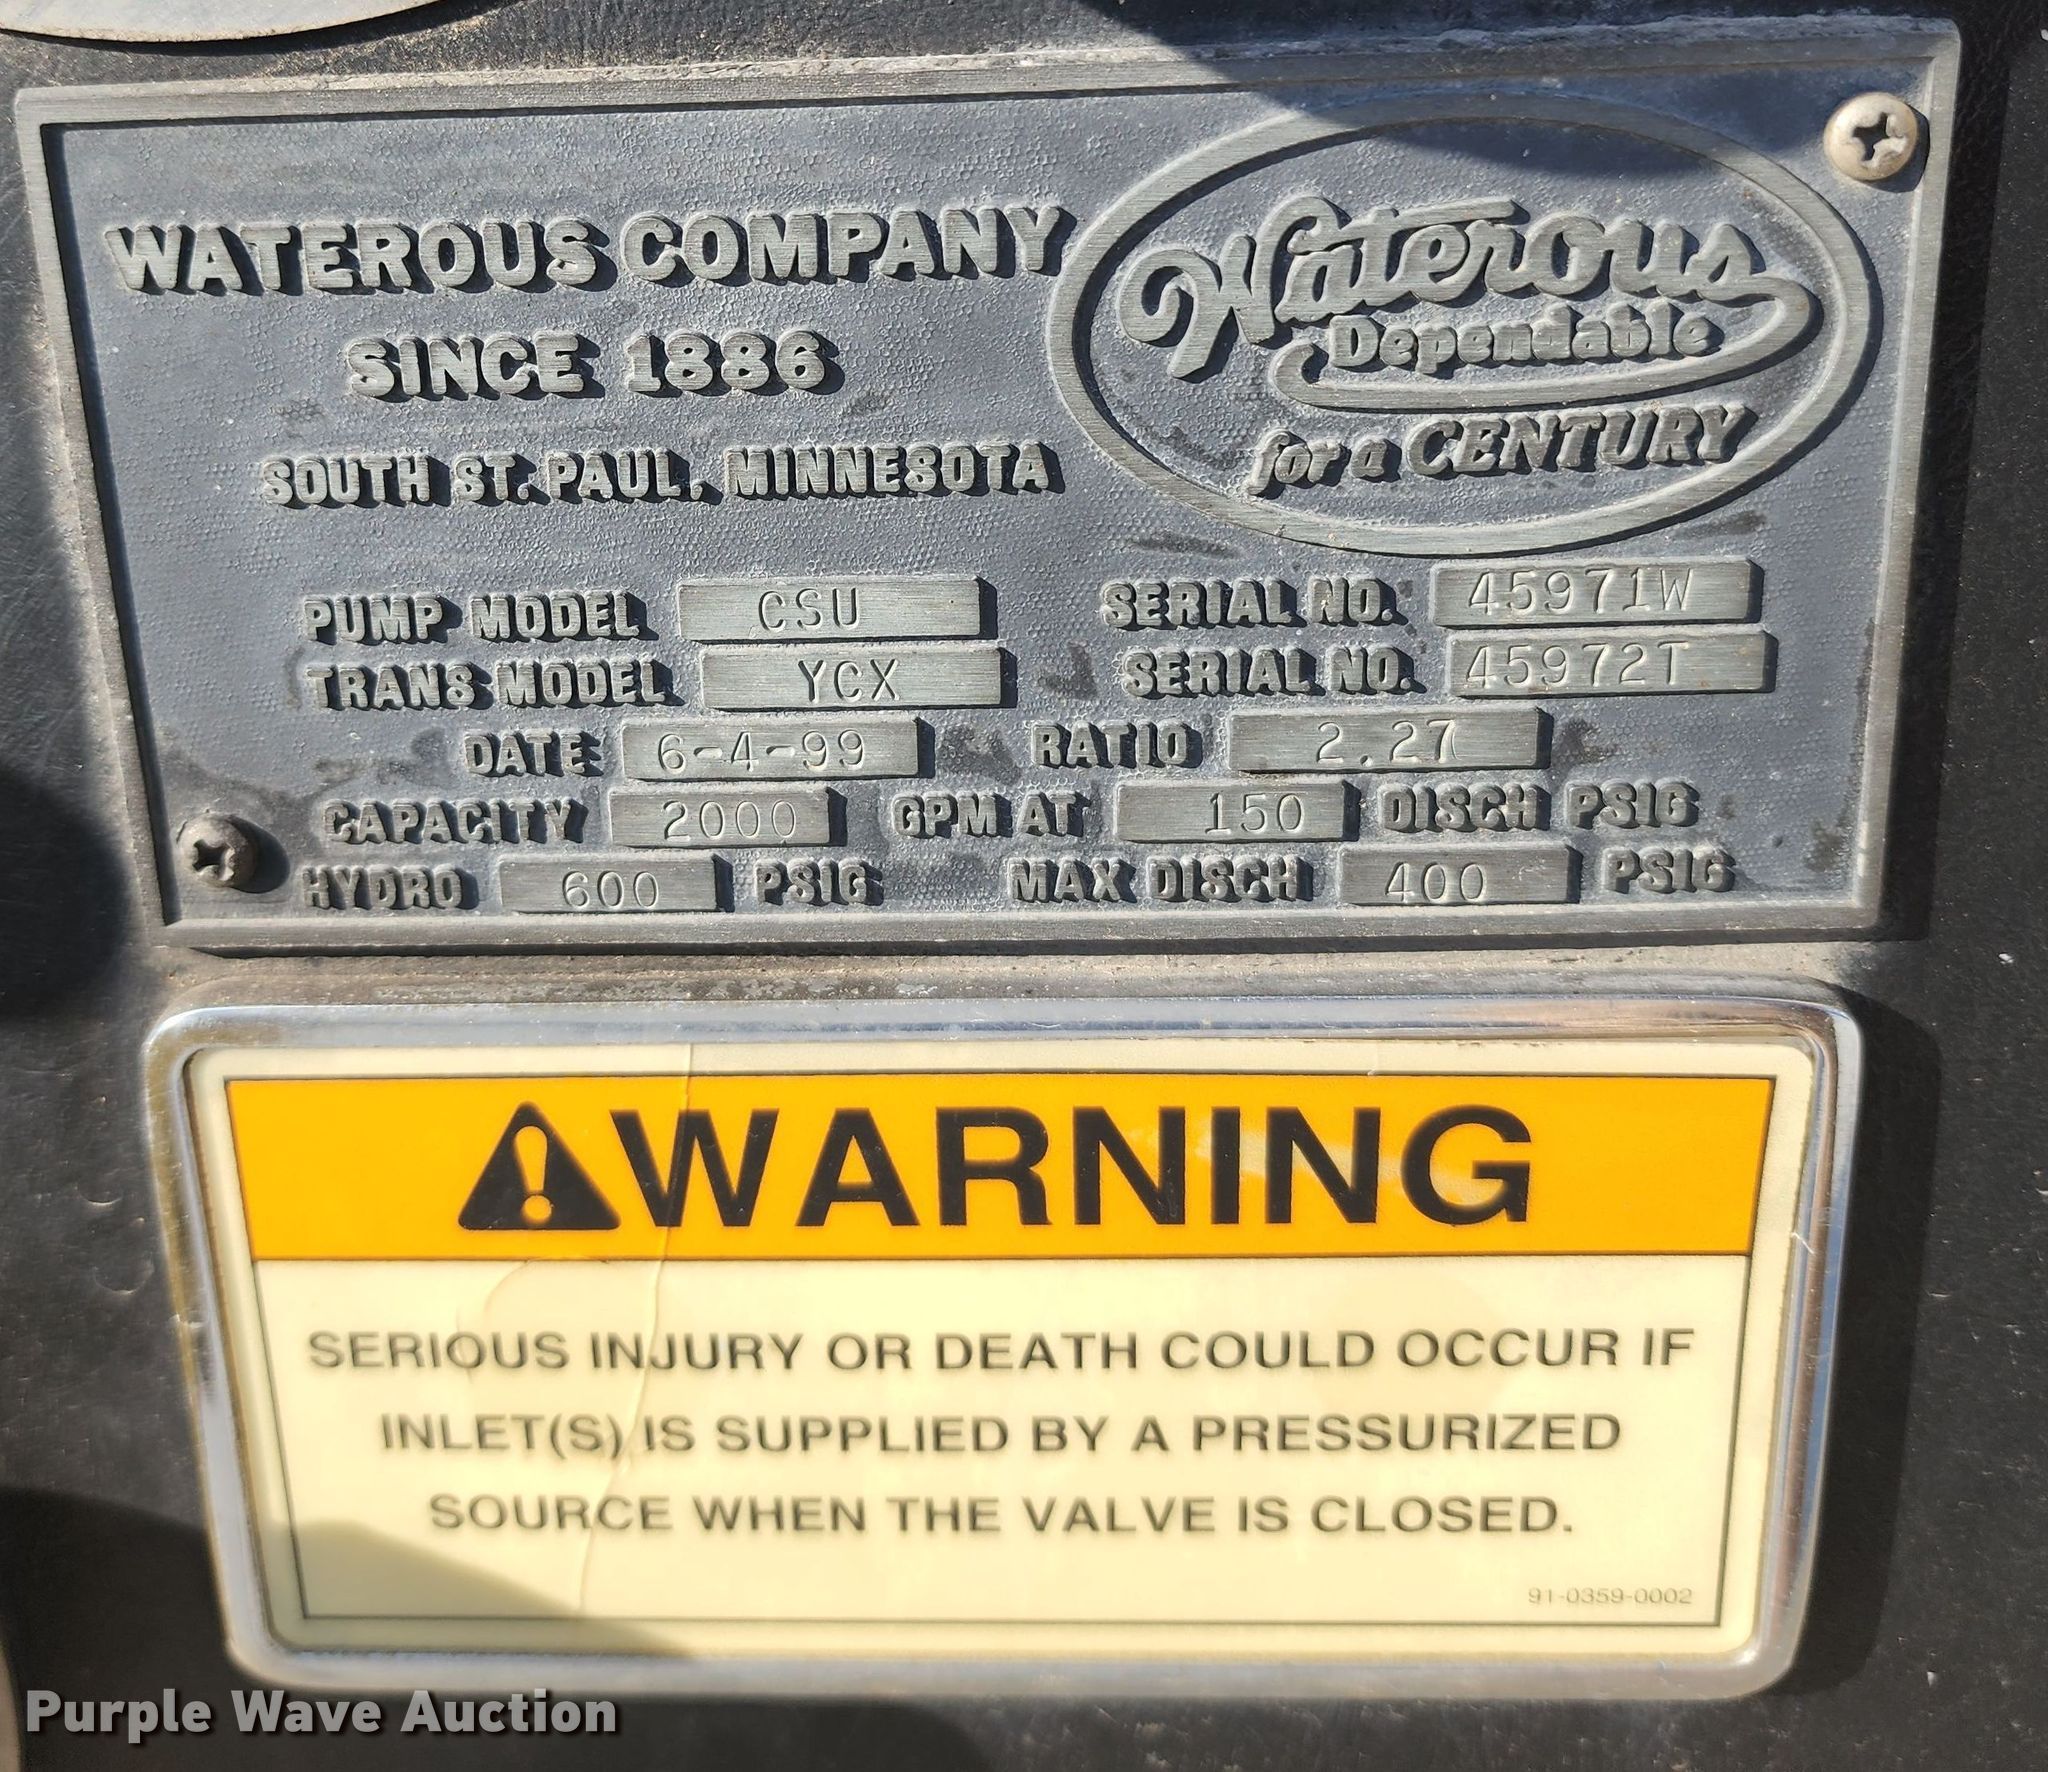 WATEROUS COMPANY
SINCE 1886
SOUTH ST. PAUL, MINNESOTA
Waterous
Dependable
for a CENTURY
PUMP MODEL CSU SERIAL NO. 45971W
TRANS MODEL YCX SERIAL NO. 45972T
DATE 6-4-99 RATIO 2.27
CAPACITY 2000 GPM AT 150 DISCH PSIG
HYDRO 600 PSIG MAX DISCH 400 PSIG
WARNING
SERIOUS INJURY OR DEATH COULD OCCUR IF
INLET(S) IS SUPPLIED BY A PRESSURIZED
SOURCE WHEN THE VALVE IS CLOSED.
91-0359-0002
Purple Wave Auction